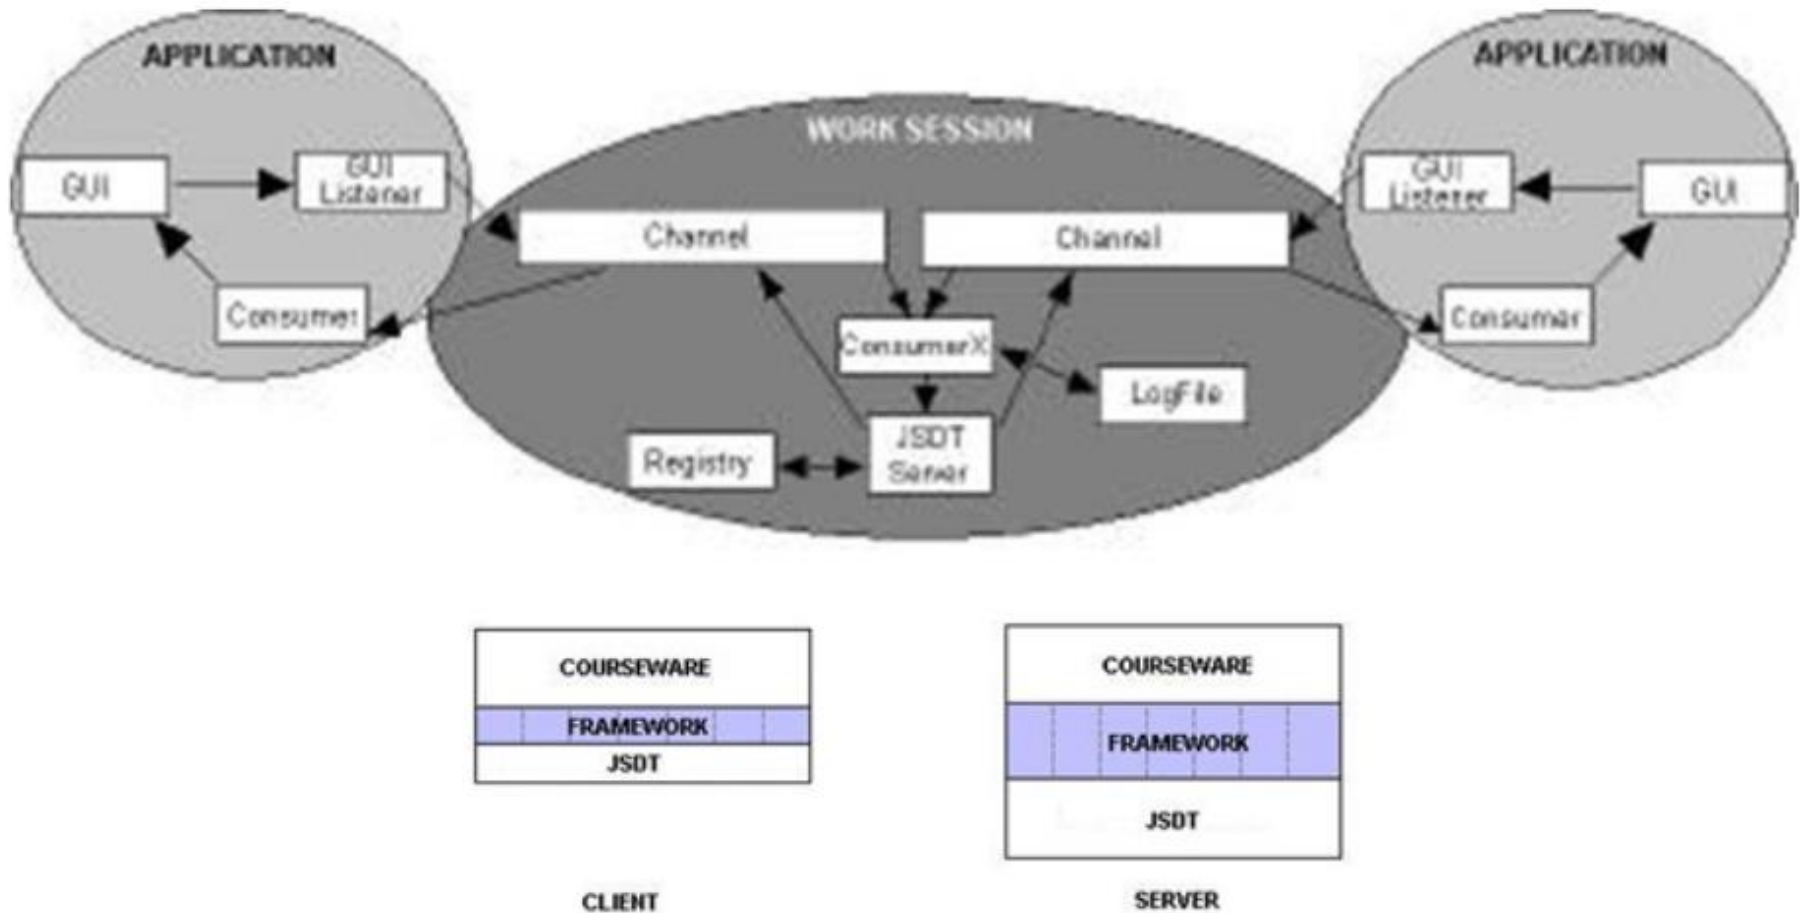 APPLICATION
APPLICATION
WORK SESSION
GUI
GUI
Listener
GUI
Listener
GUI
Channel
Channel
Consumer
Consumer
ConsumerX
LogFile
Registry
JSDT
Server
COURSEWARE
FRAMEWORK
JSDT
COURSEWARE
FRAMEWORK
JSDT
CLIENT
SERVER